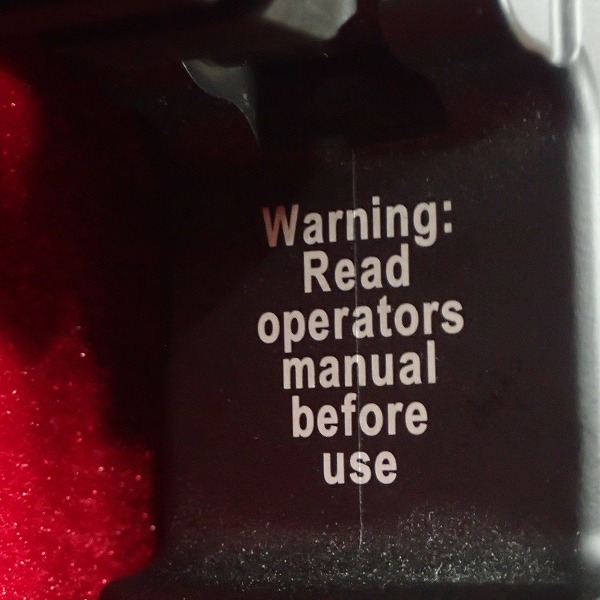 Warning:
Read
operators
manual
before
use